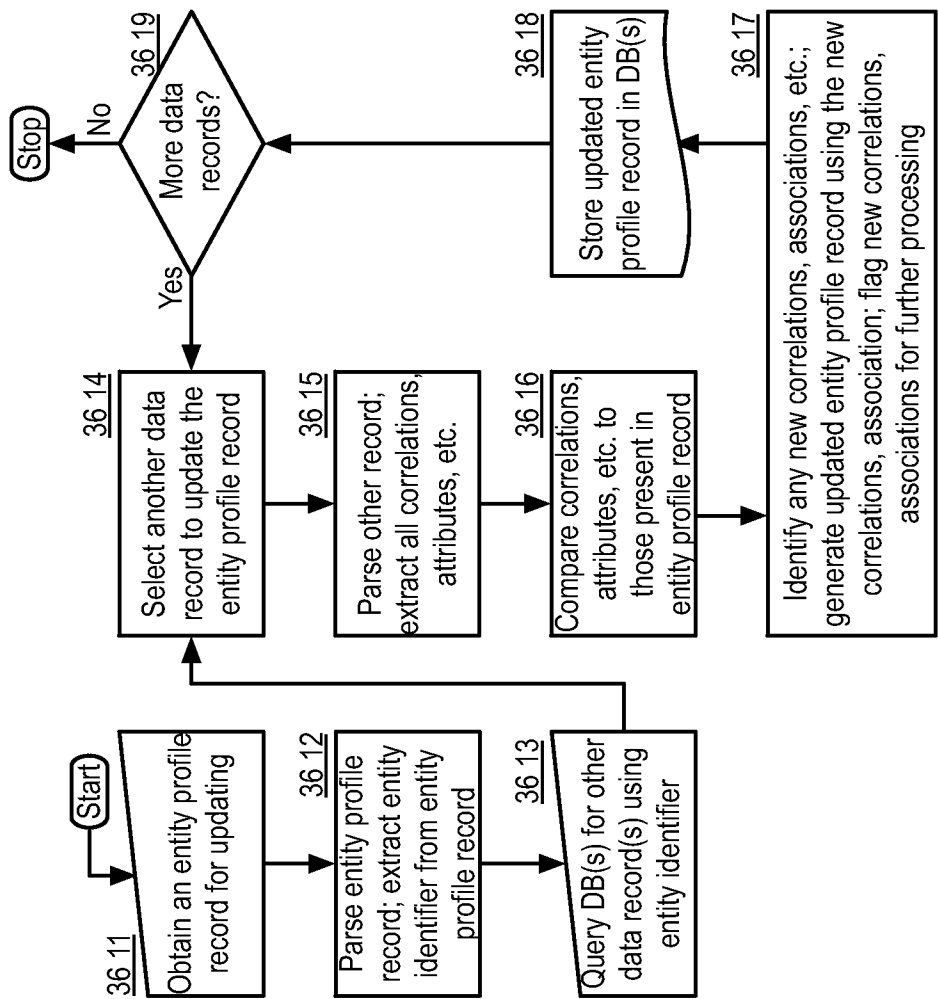 Start
36 11
Obtain an entity profile
record for updating
36 12
Parse entity profile
record; extract entity
identifier from entity
profile record
36 13
Query DB(s) for other
data record(s) using
entity identifier
36 14
Select another data
record to update the
entity profile record
36 15
Parse other record;
extract all correlations,
attributes, etc.
36 16
Compare correlations,
attributes, etc. to
those present in
entity profile record
36 17
Identify any new correlations, associations, etc.;
generate updated entity profile record using the new
correlations, association; flag new correlations,
associations for further processing
36 18
Store updated entity
profile record in DB(s)
36 19
More data
records?
Yes
No
Stop